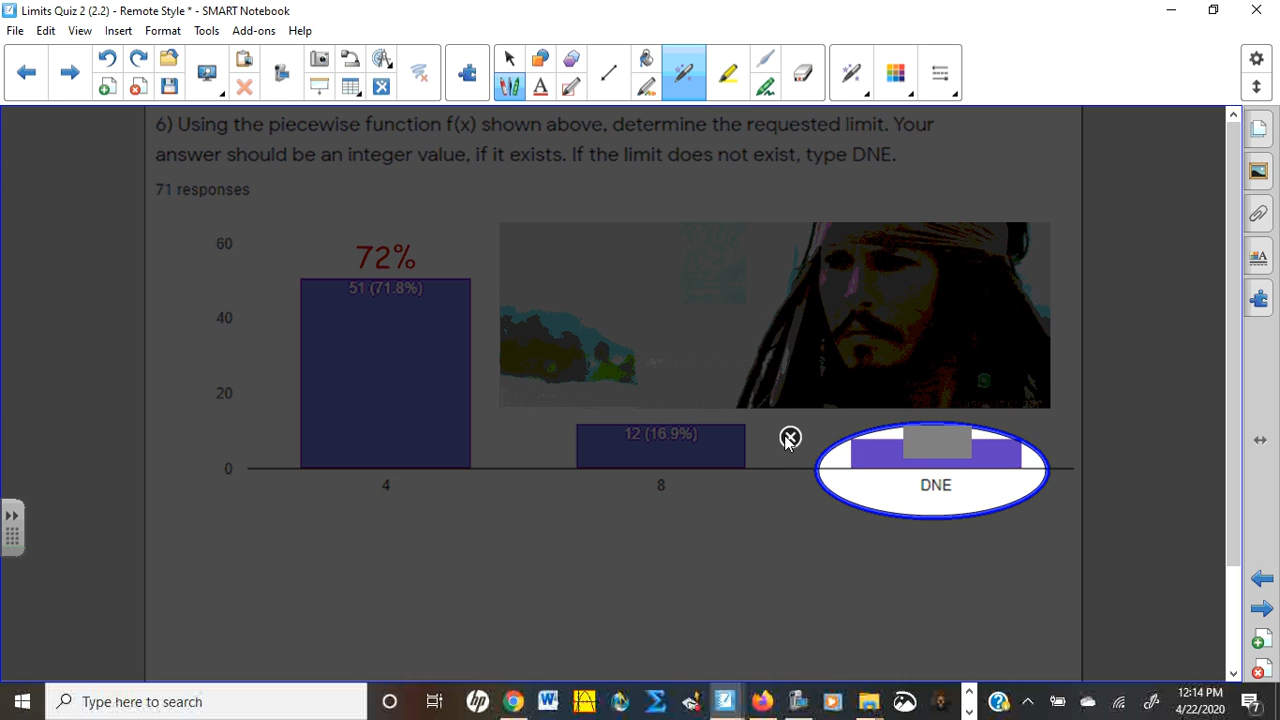 Limits Quiz 2 (2.2) - Remote Style * - SMART Notebook
File Edit View Insert Format Tools Add-ons Help
6) Using the piecewise function f(x) shown above, determine the requested limit. Your
answer should be an integer value, if it exists. If the limit does not exist, type DNE.
71 responses
60
72%
51 (71.8%)
40
20
12 (16.9%)
0
4 8 DNE
Type here to search
12:14 PM
4/22/2020